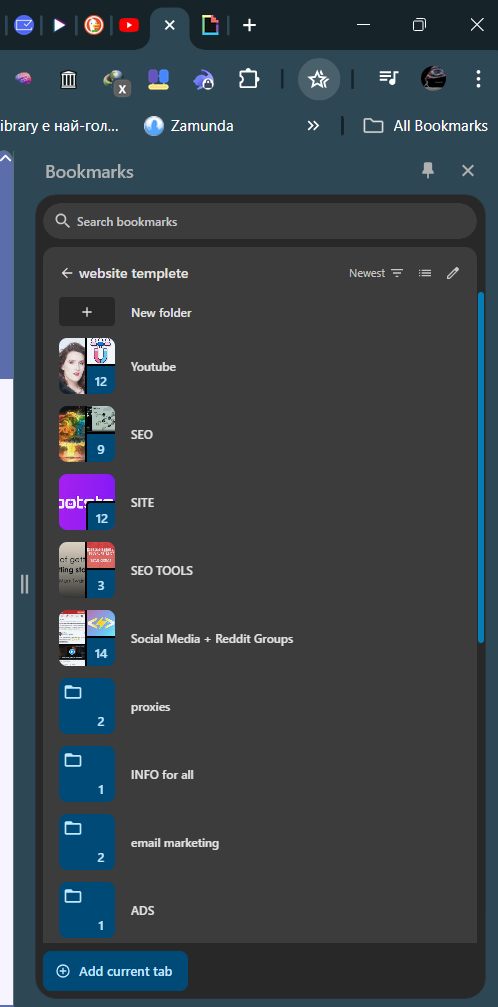 x
ibrary е най-гол...
Zamunda
All Bookmarks
Bookmarks
Search bookmarks
website templete
Newest
New folder
12
Youtube
9
SEO
12
SITE
3
SEO TOOLS
14
Social Media + Reddit Groups
2
proxies
1
INFO for all
2
email marketing
1
ADS
Add current tab